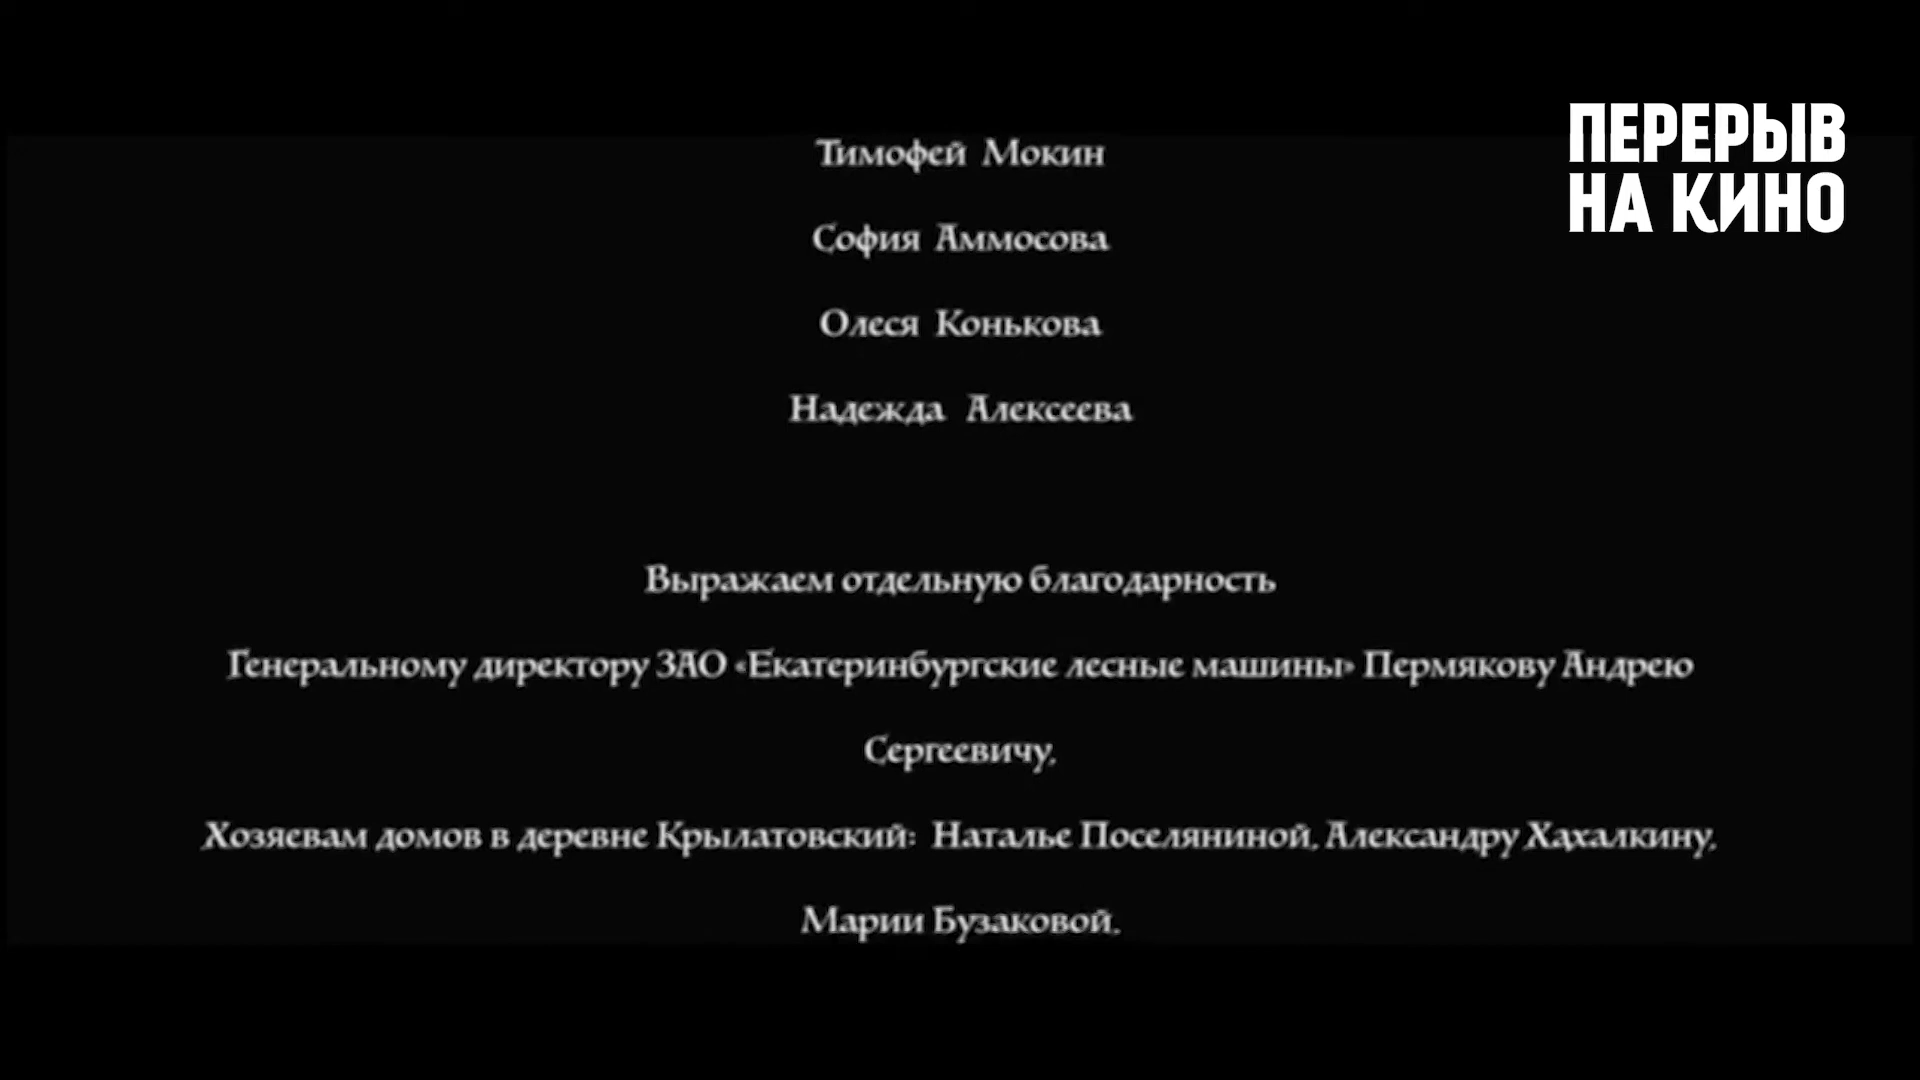 ПЕРЕРЫВ
НА КИНО
Тимофей Мокин
София Аммосова
Олеся Конькова
Надежда Алексеева
Выражаем отдельную благодарность
Генеральному директору ЗАО «Екатеринбургские лесные машины» Пермякову Андрею
Сергеевичу,
Хозяевам домов в деревне Крылатовский: Наталье Поселяниной, Александру Хахалкину,
Марии Бузаковой.